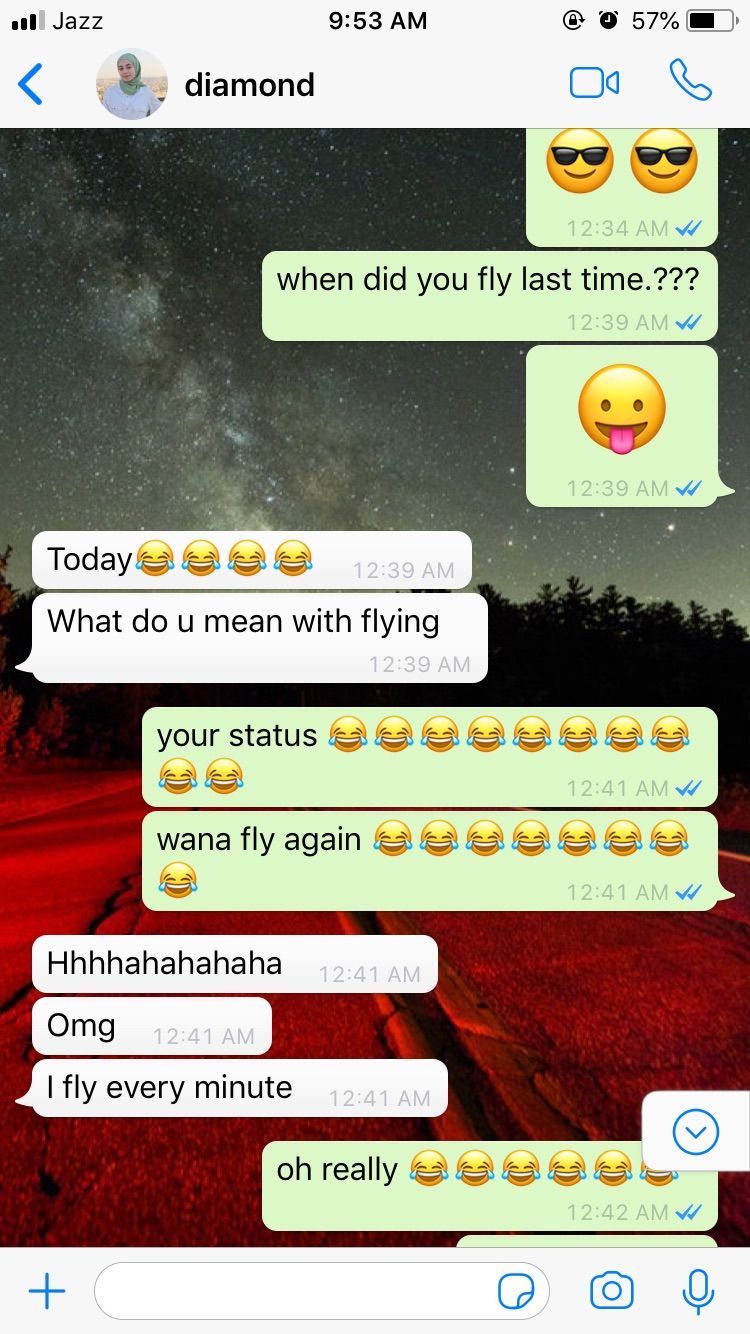 Jazz 9:53 AM 57%
diamond
😎 😎
12:34 AM
when did you fly last time.???
12:39 AM
😛
12:39 AM
Today😂😂😂😂 12:39 AM
What do u mean with flying
12:39 AM
your status 😂😂😂😂😂😂😂😂
😂😂 12:41 AM
wana fly again 😂😂😂😂😂😂😂
😂 12:41 AM
Hhhhahahahaha 12:41 AM
Omg 12:41 AM
I fly every minute 12:41 AM
oh really 😂😂😂😂😂😂
12:42 AM